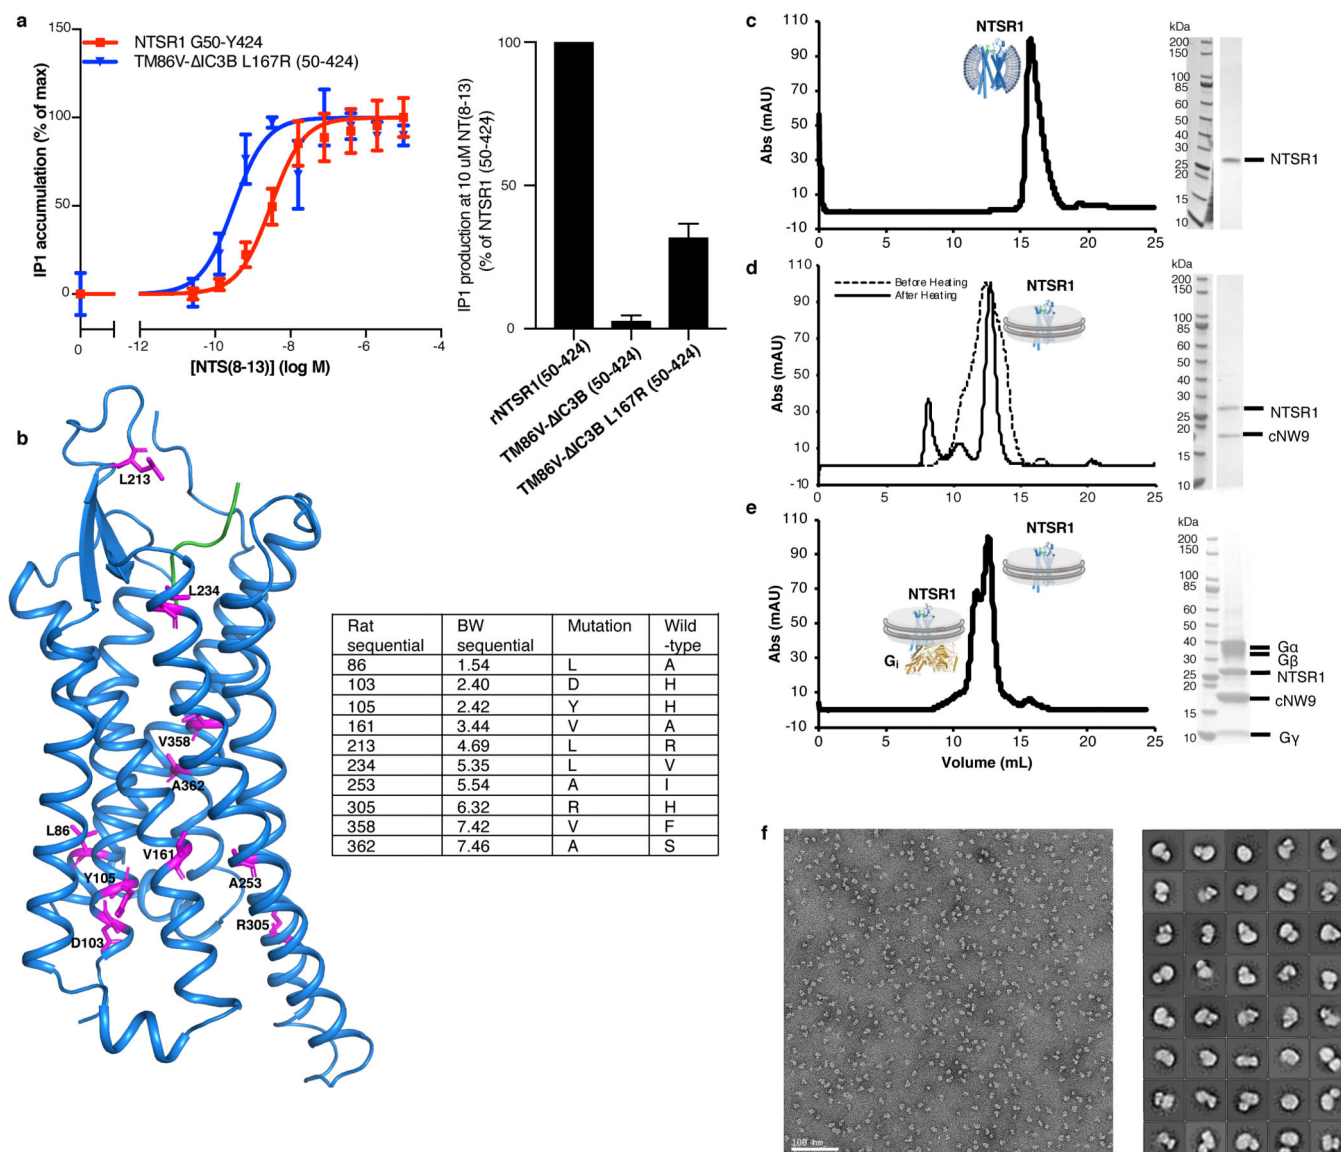 a
150
100
50
0
IP1 accumulation (% of max)
NTSR1 G50-Y424
TM86V-ΔIC3B L167R (50-424)
0
-12
-10
-8
-6
-4
[NTS(8-13)] (log M)
100
50
0
IP1 production at 10 uM NT(8-13)
(% of NTSR1 (50-424)
rNTSR1(50-424)
TM86V-ΔIC3B (50-424)
TM86V-ΔIC3B L167R (50-424)
b
L213
L234
V358
A362
L86
V161
Y105
A253
R305
D103
Rat sequential BW sequential Mutation Wild -type
86 1.54 L A
103 2.40 D H
105 2.42 Y H
161 3.44 V A
213 4.69 L R
234 5.35 L V
253 5.54 A I
305 6.32 R H
358 7.42 V F
362 7.46 A S
c
110
90
70
50
30
10
-10
Abs (mAU)
NTSR1
0 5 10 15 20 25
kDa
200
150
100
85
60
50
40
30
25
20
15
10
NTSR1
d
110
90
70
50
30
10
-10
Abs (mAU)
Before Heating
After Heating
NTSR1
0 5 10 15 20 25
kDa
200
150
100
85
60
50
40
30
25
20
15
10
NTSR1
cNW9
e
110
90
70
50
30
10
-10
Abs (mAU)
NTSR1
NTSR1
Gi
0 5 10 15 20 25
Volume (mL)
kDa
200
150
100
85
60
50
40
30
25
20
15
10
Gα
Gβ
NTSR1
cNW9
Gγ
f
100 nm